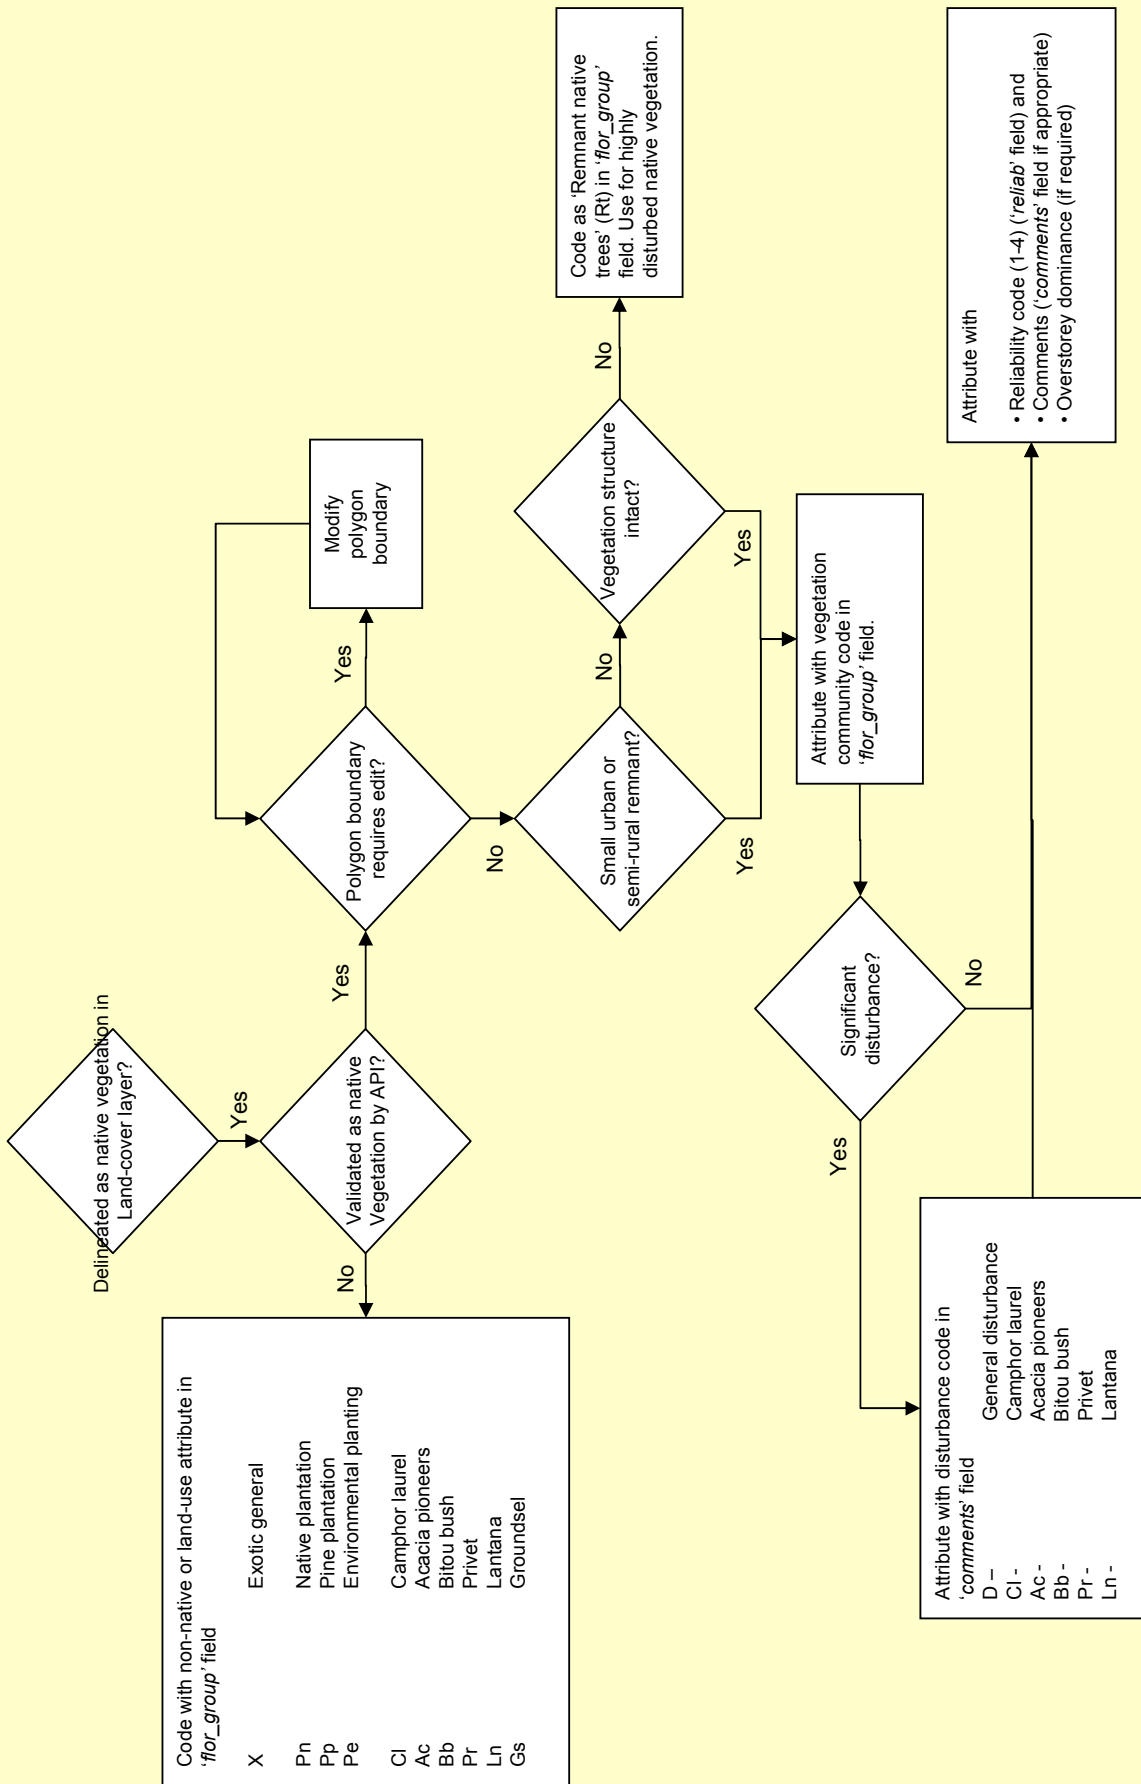 Delineated as native vegetation in
Land-cover layer?
Yes
Validated as native
Vegetation by API?
No
Yes
Code with non-native or land-use attribute in
'flor_group' field
X Exotic general
Pn Native plantation
Pp Pine plantation
Pe Environmental planting
Cl Camphor laurel
Ac Acacia pioneers
Bb Bitou bush
Pr Privet
Ln Lantana
Gs Groundsel
Polygon boundary
requires edit?
Yes
Modify
polygon
boundary
No
Small urban or
semi-rural remnant?
No
Yes
Vegetation structure
intact?
No
Yes
Code as 'Remnant native
trees' (Rt) in 'flor_group'
field. Use for highly
disturbed native vegetation.
Attribute with vegetation
community code in
'flor_group' field.
Significant
disturbance?
Yes
No
Attribute with disturbance code in
'comments' field
D – General disturbance
Cl - Camphor laurel
Ac - Acacia pioneers
Bb - Bitou bush
Pr - Privet
Ln - Lantana
Attribute with
• Reliability code (1-4) ('reliab' field) and
• Comments ('comments' field if appropriate)
• Overstorey dominance (if required)